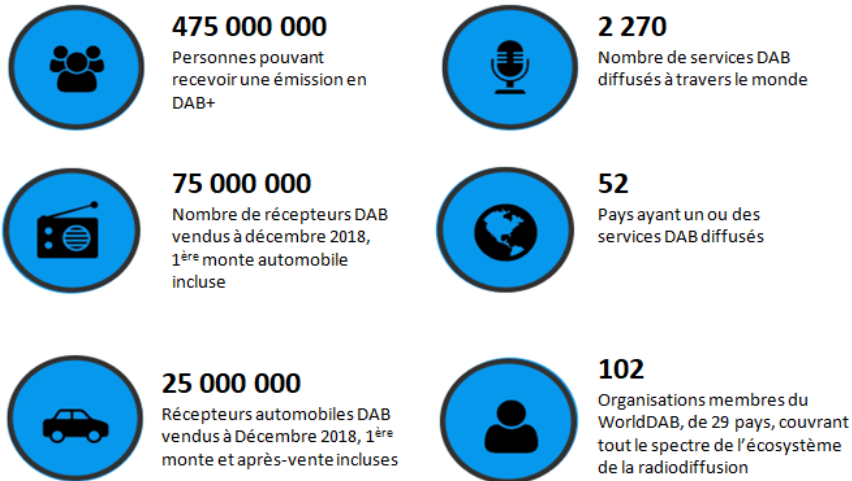 475 000 000
Personnes pouvant
recevoir une émission en
DAB+
2 270
Nombre de services DAB
diffusés à travers le monde
75 000 000
Nombre de récepteurs DAB
vendus à décembre 2018,
1ère monte automobile
incluse
52
Pays ayant un ou des
services DAB diffusés
25 000 000
Récepteurs automobiles DAB
vendus à Décembre 2018, 1ère
monte et après-vente incluses
102
Organisations membres du
WorldDAB, de 29 pays, couvrant
tout le spectre de l'écosystème
de la radiodiffusion